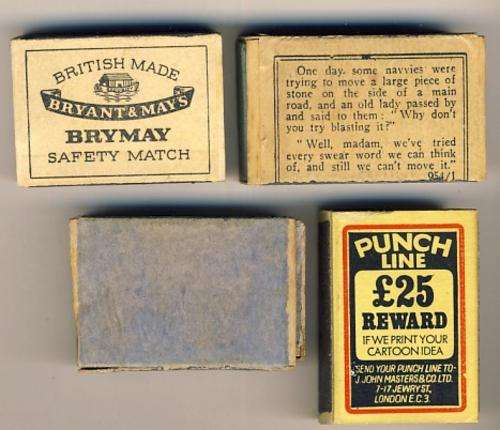 BRITISH MADE
BRYANT & MAY'S
BRYMAY
SAFETY MATCH
One day, some navvies were
trying to move a large piece of
stone on the side of a main
road, and an old lady passed by
and said to them: "Why don't
you try blasting it?"
"Well, madam, we've tried
every swear word we can think
of, and still we can't move it."
954/1
PUNCH
LINE
£25
REWARD
IF WE PRINT YOUR
CARTOON IDEA
SEND YOUR PUNCH LINE TO-
J. JOHN MASTERS & CO. LTD.
7-17 JEWRY ST.,
LONDON E.C.3.